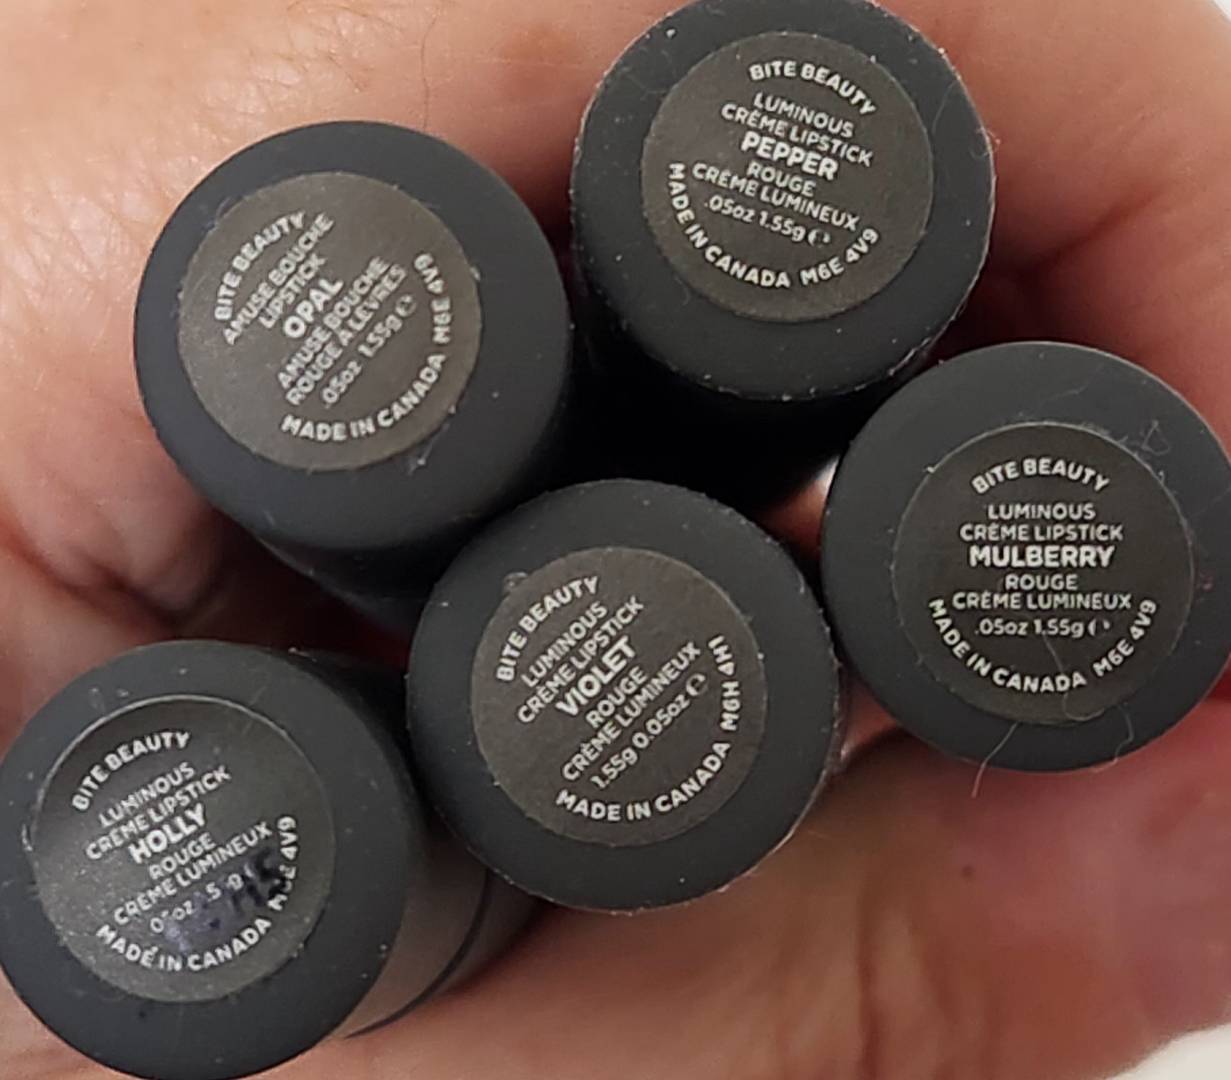 BITE BEAUTY
LUMINOUS
CRÈME LIPSTICK
PEPPER
ROUGE
CRÈME LUMINEUX
.05oz 1.55g ℮
MADE IN CANADA M6E 4V9
BITE BEAUTY
AMUSE BOUCHE
LIPSTICK
OPAL
AMUSE BOUCHE
ROUGE À LÈVRES
.05oz 1.55g ℮
MADE IN CANADA M6E 4V9
BITE BEAUTY
LUMINOUS
CRÈME LIPSTICK
MULBERRY
ROUGE
CRÈME LUMINEUX
.05oz 1.55g ℮
MADE IN CANADA M6E 4V9
BITE BEAUTY
LUMINOUS
CRÈME LIPSTICK
VIOLET
ROUGE
CRÈME LUMINEUX
1.55g 0.05oz ℮
MADE IN CANADA M6H 4H1
BITE BEAUTY
LUMINOUS
CRÈME LIPSTICK
HOLLY
ROUGE
CRÈME LUMINEUX
MADE IN CANADA M6E 4V9